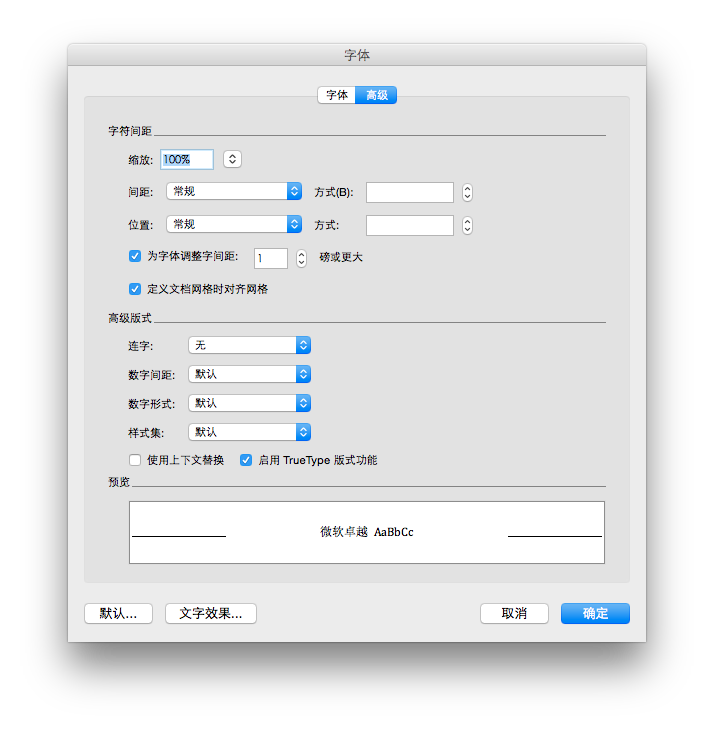 字体
字体 高级
字符间距
缩放: 100%
间距: 常规 方式(B):
位置: 常规 方式:
为字体调整字间距: 1 磅或更大
定义文档网格时对齐网格
高级版式
连字: 无
数字间距: 默认
数字形式: 默认
样式集: 默认
使用上下文替换 启用 TrueType 版式功能
预览
微软卓越 AaBbCc
默认... 文字效果... 取消 确定